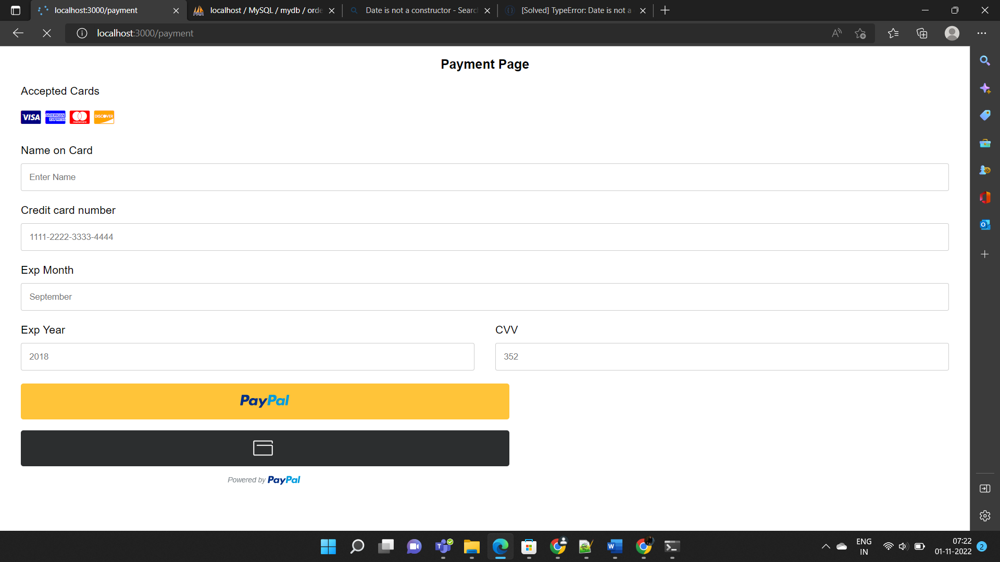 localhost:3000/payment
localhost / MySQL / mydb / orde
Date is not a constructor - Searc
[Solved] TypeError: Date is not a
localhost:3000/payment
Payment Page
Accepted Cards
VISA
AMERICAN EXPRESS
mastercard
DISCOVER
Name on Card
Enter Name
Credit card number
1111-2222-3333-4444
Exp Month
September
Exp Year
CVV
2018
352
PayPal
Powered by PayPal
ENG
IN
07:22
01-11-2022
2